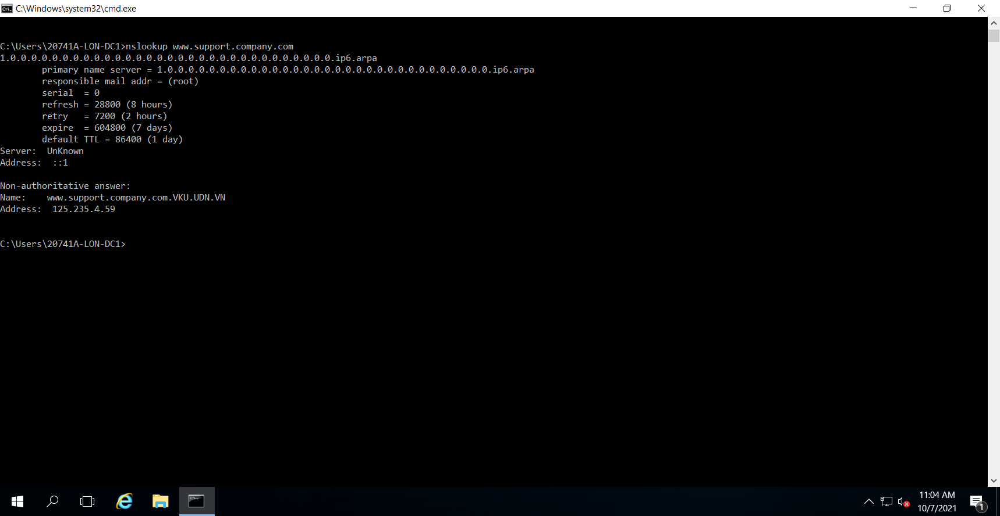 C:\Windows\system32\cmd.exe
C:\Users\20741A-LON-DC1>nslookup www.support.company.com
1.0.0.0.0.0.0.0.0.0.0.0.0.0.0.0.0.0.0.0.0.0.0.0.0.0.0.0.0.0.0.0.ip6.arpa
primary name server = 1.0.0.0.0.0.0.0.0.0.0.0.0.0.0.0.0.0.0.0.0.0.0.0.0.0.0.0.0.0.0.0.ip6.arpa
responsible mail addr = (root)
serial = 0
refresh = 28800 (8 hours)
retry = 7200 (2 hours)
expire = 604800 (7 days)
default TTL = 86400 (1 day)
Server: UnKnown
Address: ::1
Non-authoritative answer:
Name: www.support.company.com.VKU.UDN.VN
Address: 125.235.4.59
C:\Users\20741A-LON-DC1>
11:04 AM
10/7/2021
1